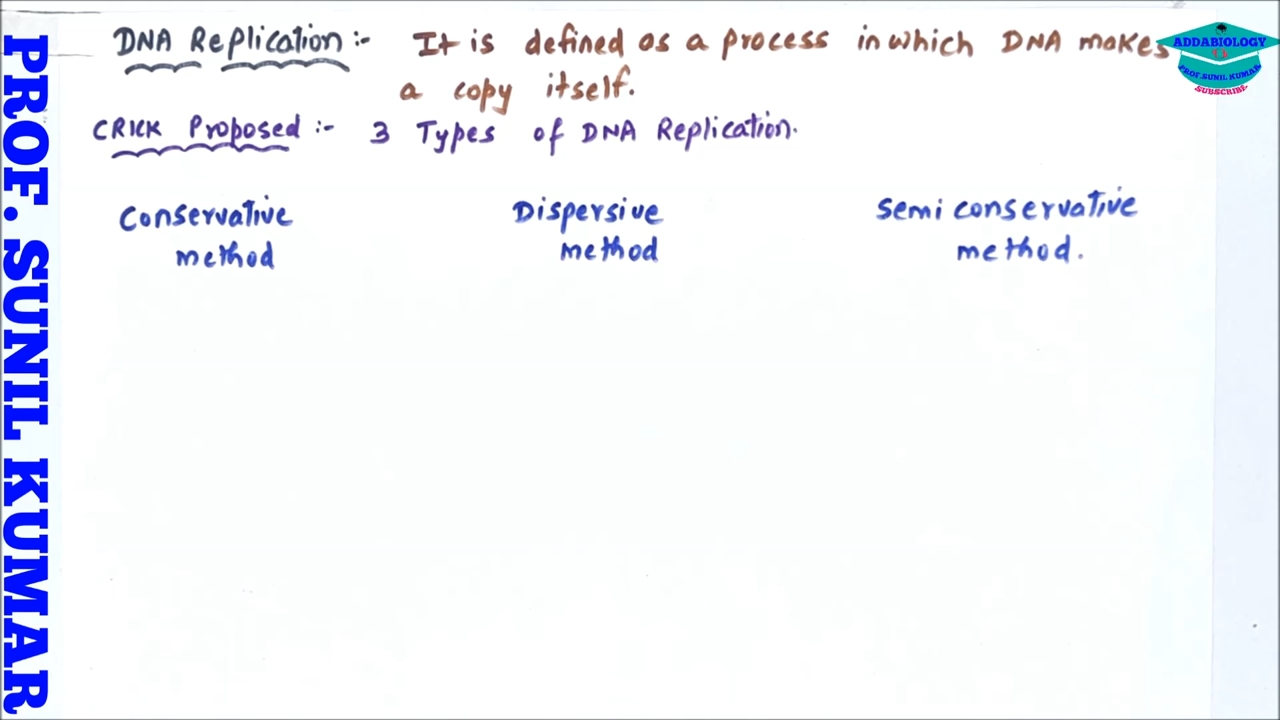 DNA Replication:- It is defined as a process in which DNA makes
a copy itself.
CRICK Proposed:- 3 Types of DNA Replication.
Conservative
method
Dispersive
method
Semi conservative
method.
PROF. SUNIL KUMAR
ADDABIOLOGY
PROF.SUNIL KUMAR
SUBSCRIBE